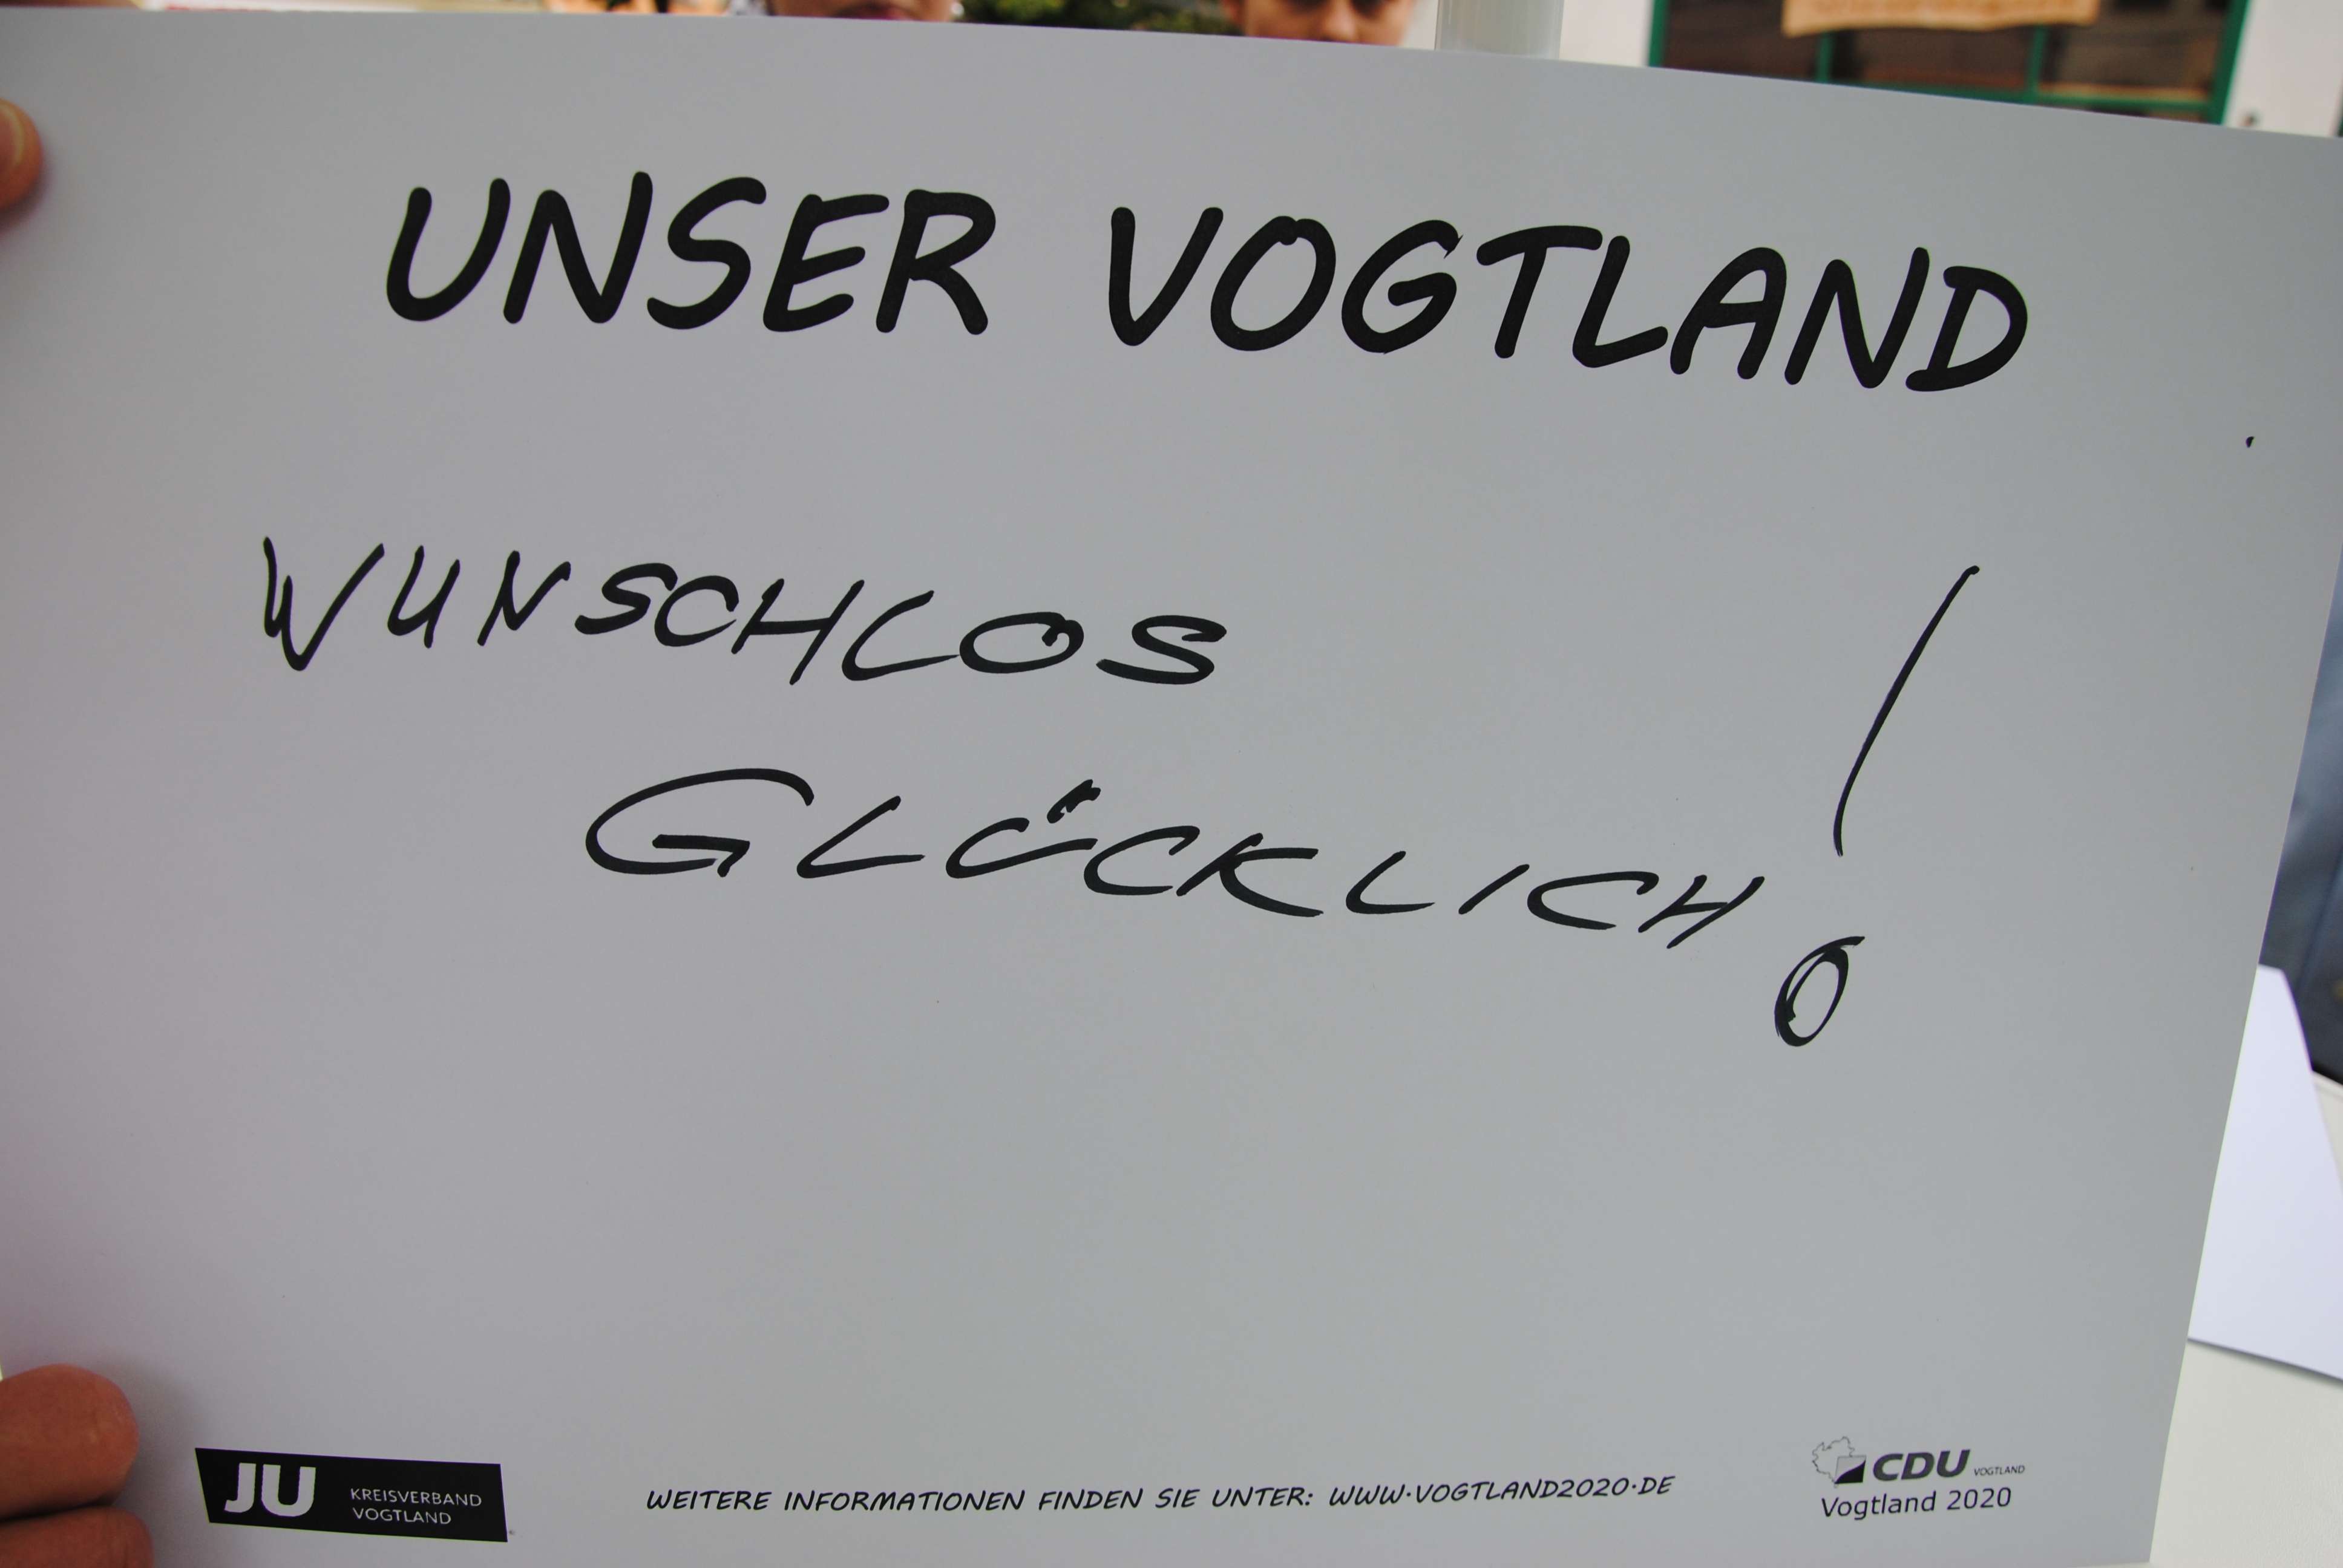 UNSER VOGTLAND
WUNSCHLOS
GLÜCKLICH!
JU KREISVERBAND
VOGTLAND
WEITERE INFORMATIONEN FINDEN SIE UNTER: WWW.VOGTLAND2020.DE
CDU VOGTLAND
Vogtland 2020